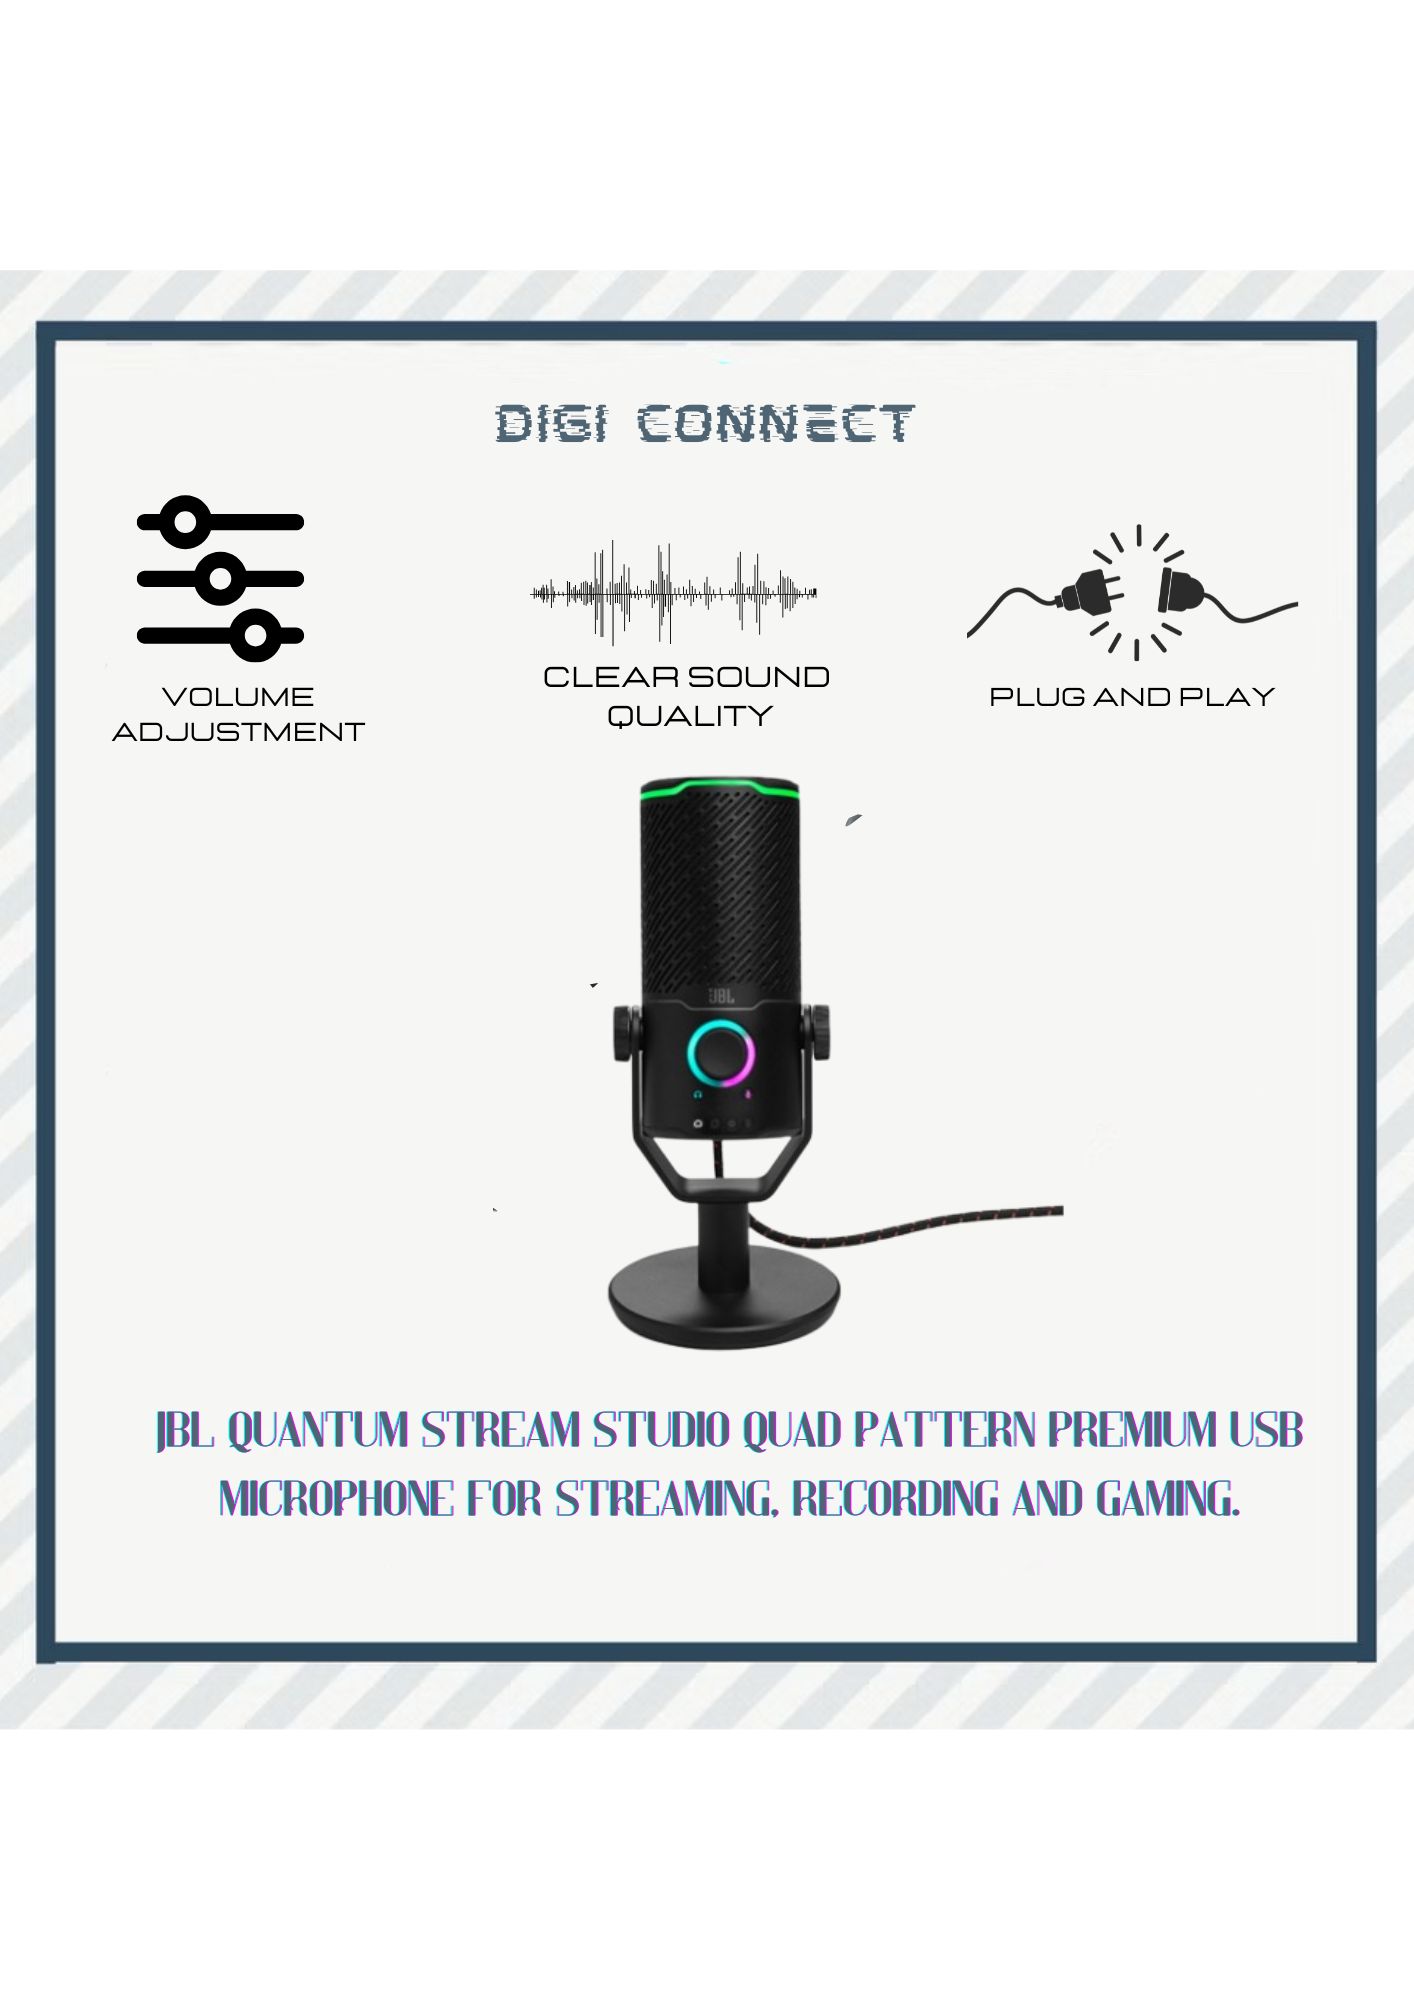 DIGI CONNECT
VOLUME
ADJUSTMENT
CLEAR SOUND
QUALITY
PLUG AND PLAY
JBL
JBL QUANTUM STREAM STUDIO QUAD PATTERN PREMIUM USB
MICROPHONE FOR STREAMING, RECORDING AND GAMING.